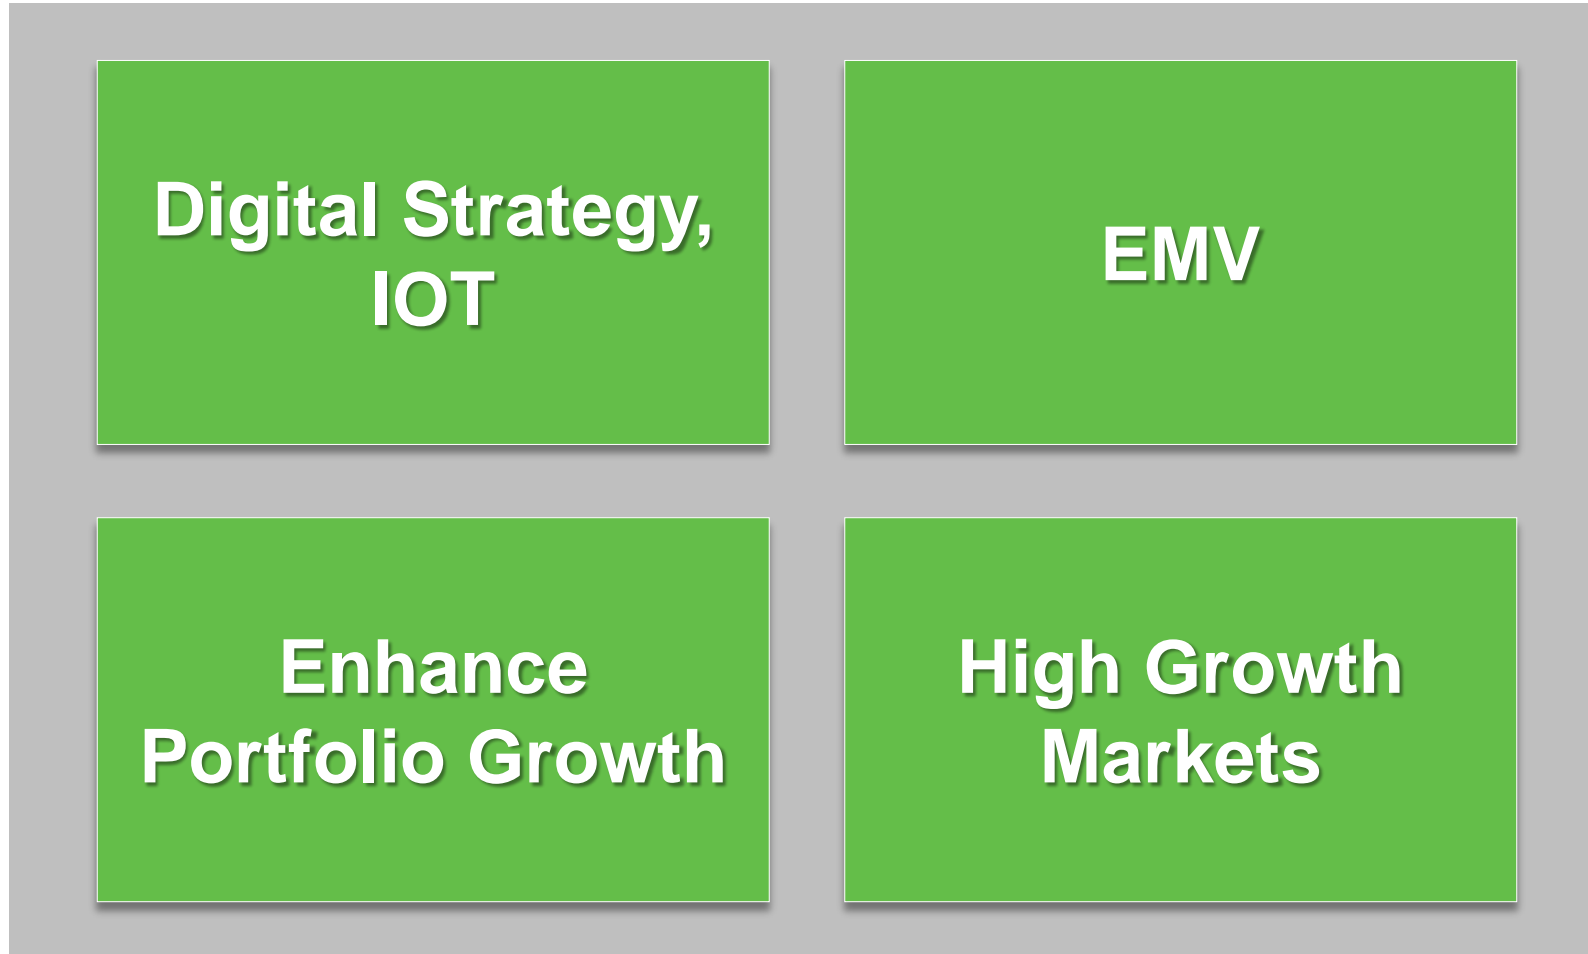 Digital Strategy,
IOT
EMV
Enhance
Portfolio Growth
High Growth
Markets